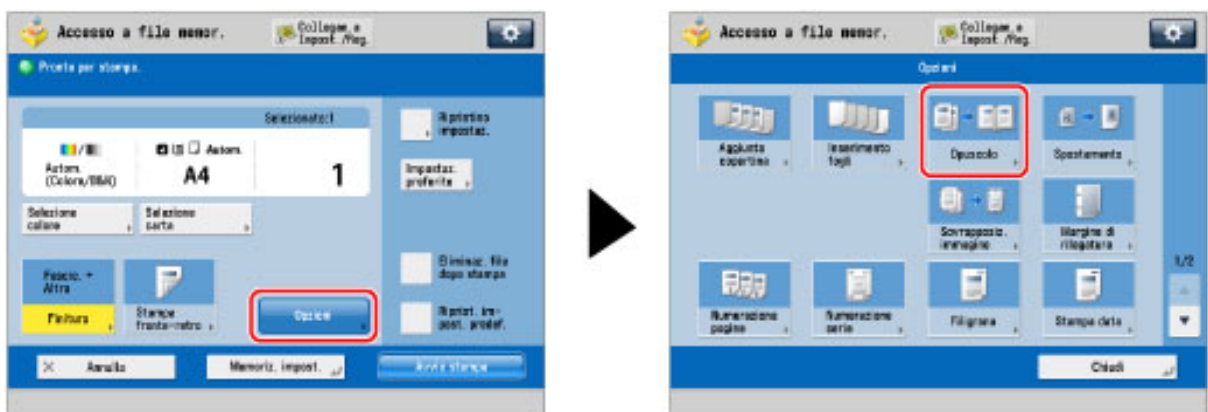 Accesso a file memor.
Collegam. e
Impost./Reg.
Pronta per stampa.
Selezionato:1
Autom.
(Colore/B&N)
Autom.
A4
1
Ripristino
impostaz.
Impostaz.
preferite
Selezione
colore
Selezione
carta
Fascic. +
Altro
Finitura
Stampa
fronte-retro
Opzioni
Eliminaz. file
dopo stampa
Riprist. im-
post. predef.
Annulla
Memoriz. impost.
Avvio stampa
Accesso a file memor.
Collegam. e
Impost./Reg.
Opzioni
Aggiunta
copertina
Inserimento
fogli
Opuscolo
Spostamento
Sovrapposiz.
immagine
Margine di
rilegatura
Numerazione
pagine
Numerazione
serie
Filigrana
Stampa data
1/2
Chiudi